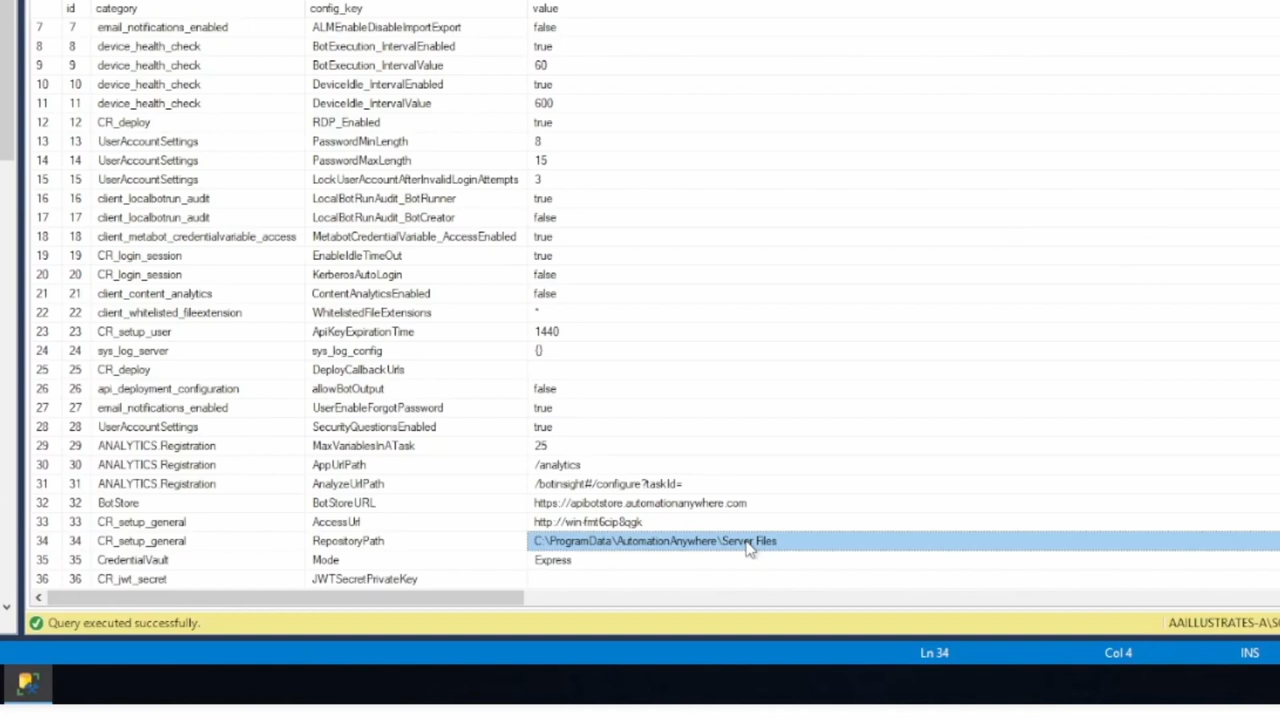 id category config_key value
7 7 email_notifications_enabled ALMEnableDisableImportExport false
8 8 device_health_check BotExecution_IntervalEnabled true
9 9 device_health_check BotExecution_IntervalValue 60
10 10 device_health_check DeviceIdle_IntervalEnabled true
11 11 device_health_check DeviceIdle_IntervalValue 600
12 12 CR_deploy RDP_Enabled true
13 13 UserAccountSettings PasswordMinLength 8
14 14 UserAccountSettings PasswordMaxLength 15
15 15 UserAccountSettings LockUserAccountAfterInvalidLoginAttempts 3
16 16 client_localbotrun_audit LocalBotRunAudit_BotRunner true
17 17 client_localbotrun_audit LocalBotRunAudit_BotCreator false
18 18 client_metabot_credentialvariable_access MetabotCredentialVariable_AccessEnabled true
19 19 CR_login_session EnableIdleTimeOut true
20 20 CR_login_session KerberosAutoLogin false
21 21 client_content_analytics ContentAnalyticsEnabled false
22 22 client_whitelisted_fileextension WhitelistedFileExtensions *
23 23 CR_setup_user ApiKeyExpirationTime 1440
24 24 sys_log_server sys_log_config {}
25 25 CR_deploy DeployCallbackUrls
26 26 api_deployment_configuration allowBotOutput false
27 27 email_notifications_enabled UserEnableForgotPassword true
28 28 UserAccountSettings SecurityQuestionsEnabled true
29 29 ANALYTICS.Registration MaxVariablesInATask 25
30 30 ANALYTICS.Registration AppUrlPath /analytics
31 31 ANALYTICS.Registration AnalyzeUrlPath /botinsight#/configure?taskId=
32 32 BotStore BotStoreURL https://apibotstore.automationanywhere.com
33 33 CR_setup_general AccessUrl http://win-fmt6cip8qgk
34 34 CR_setup_general RepositoryPath C:\ProgramData\AutomationAnywhere\Server Files
35 35 CredentialVault Mode Express
36 36 CR_jwt_secret JWTSecretPrivateKey
Query executed successfully. AAILLUSTRATES-A\S
Ln 34 Col 4 INS